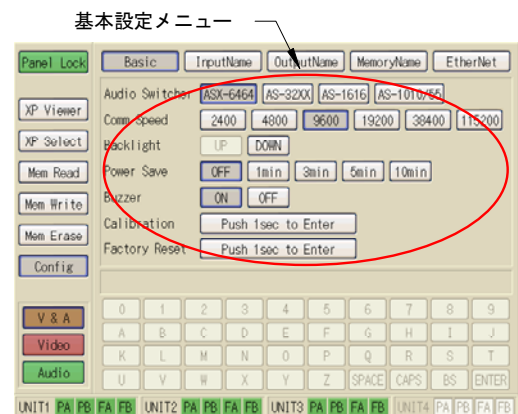 基本設定メニュー
Panel Lock Basic InputName OutputName MemoryName EtherNet
Audio Switcher ASX-6464 AS-32XX ASX-1616 AS-1010/55
XP Viewer Comm Speed 2400 4800 9600 19200 38400 115200
XP Select Backlight UP DOWN
Mem Read Power Save OFF 1min 3min 5min 10min
Mem Write Buzzer ON OFF
Mem Erase Calibration Push 1sec to Enter
Config Factory Reset Push 1sec to Enter
V & A 0 1 2 3 4 5 6 7 8 9
A B C D E F G H I J
Video K L M N O P Q R S T
Audio U V W X Y Z SPACE CAPS BS ENTER
UNIT1 PA PB FA FB UNIT2 PA PB FA FB UNIT3 PA PB FA FB UNIT4 PA PB FA FB